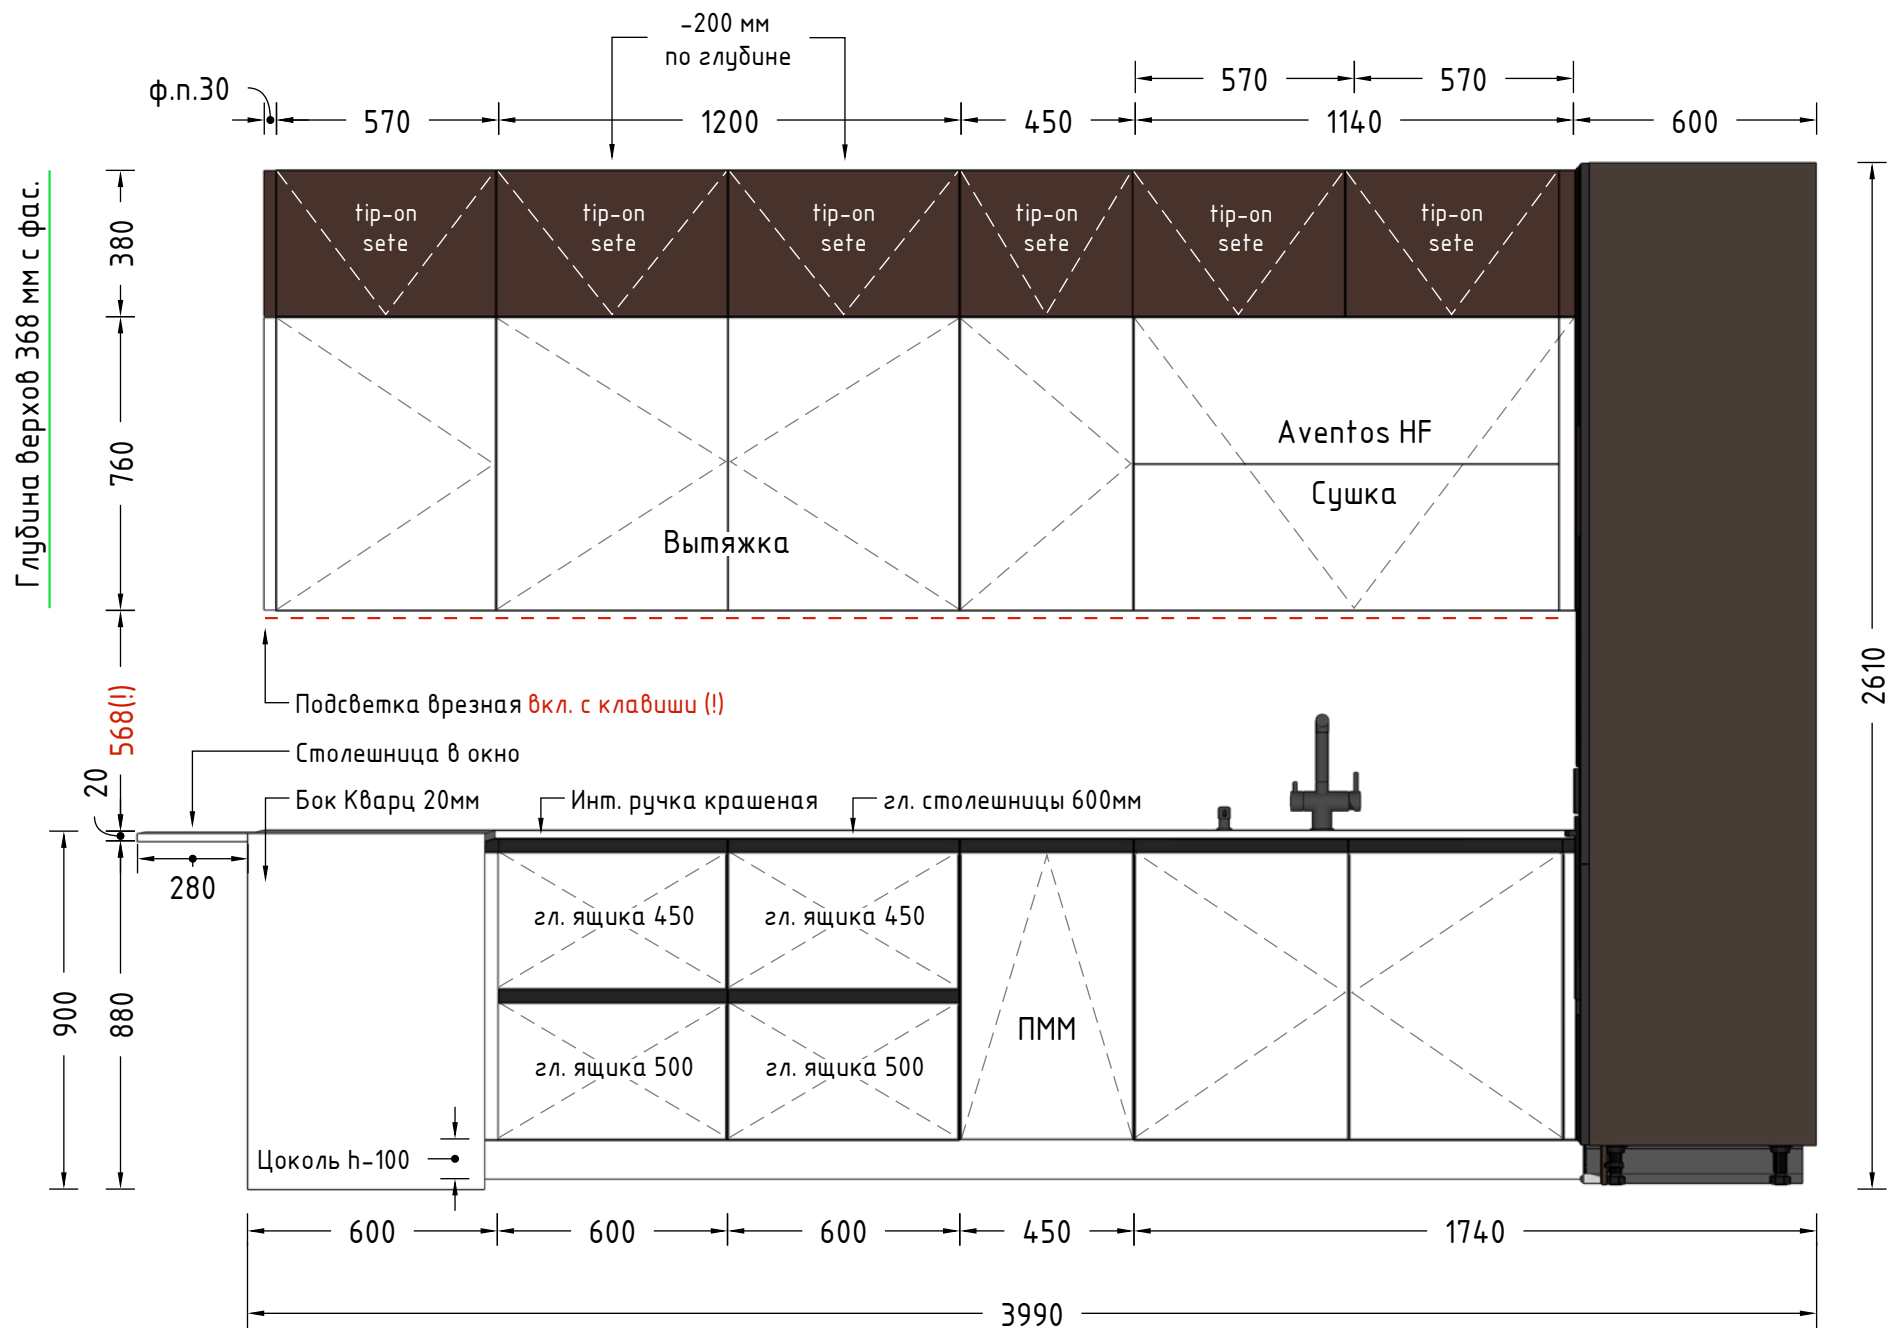 -200 мм
по глубине
ф.п.30
570
570
570
1200
450
1140
600
Глубина верхов 368 мм с фас.
380
tip-on
sete
tip-on
sete
tip-on
sete
tip-on
sete
tip-on
sete
tip-on
sete
760
Aventos HF
Сушка
Вытяжка
2610
568(!)
Подсветка врезная вкл. с клавиши (!)
Столешница в окно
20
Бок Кварц 20мм
Инт. ручка крашеная
гл. столешницы 600мм
280
900
880
гл. ящика 450
гл. ящика 450
ПММ
гл. ящика 500
гл. ящика 500
Цоколь h-100
600
600
600
450
1740
3990